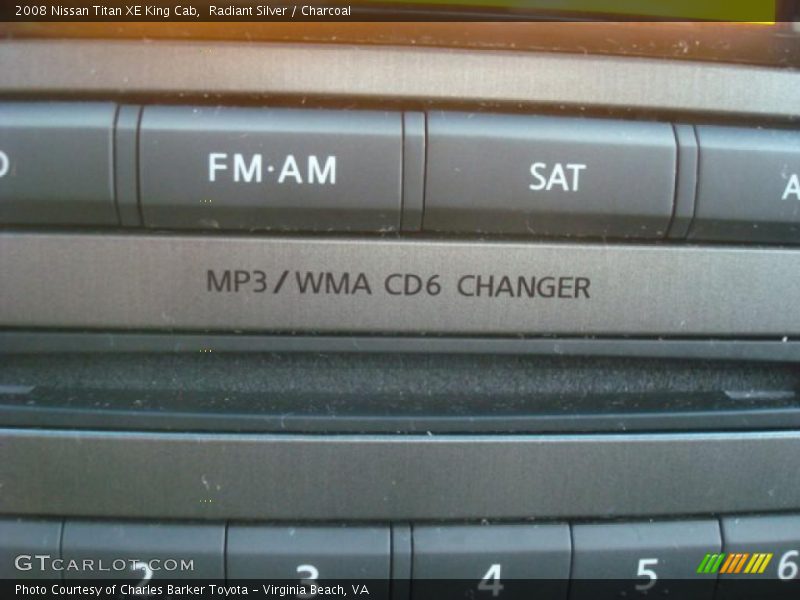 2008 Nissan Titan XE King Cab, Radiant Silver / Charcoal
FM·AM SAT A
MP3/WMA CD6 CHANGER
2 3 4 5 6
GTCARLOT.COM
Photo Courtesy of Charles Barker Toyota - Virginia Beach, VA